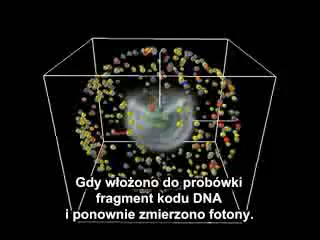 Gdy włożono do probówki
fragment kodu DNA
i ponownie zmierzono fotony.